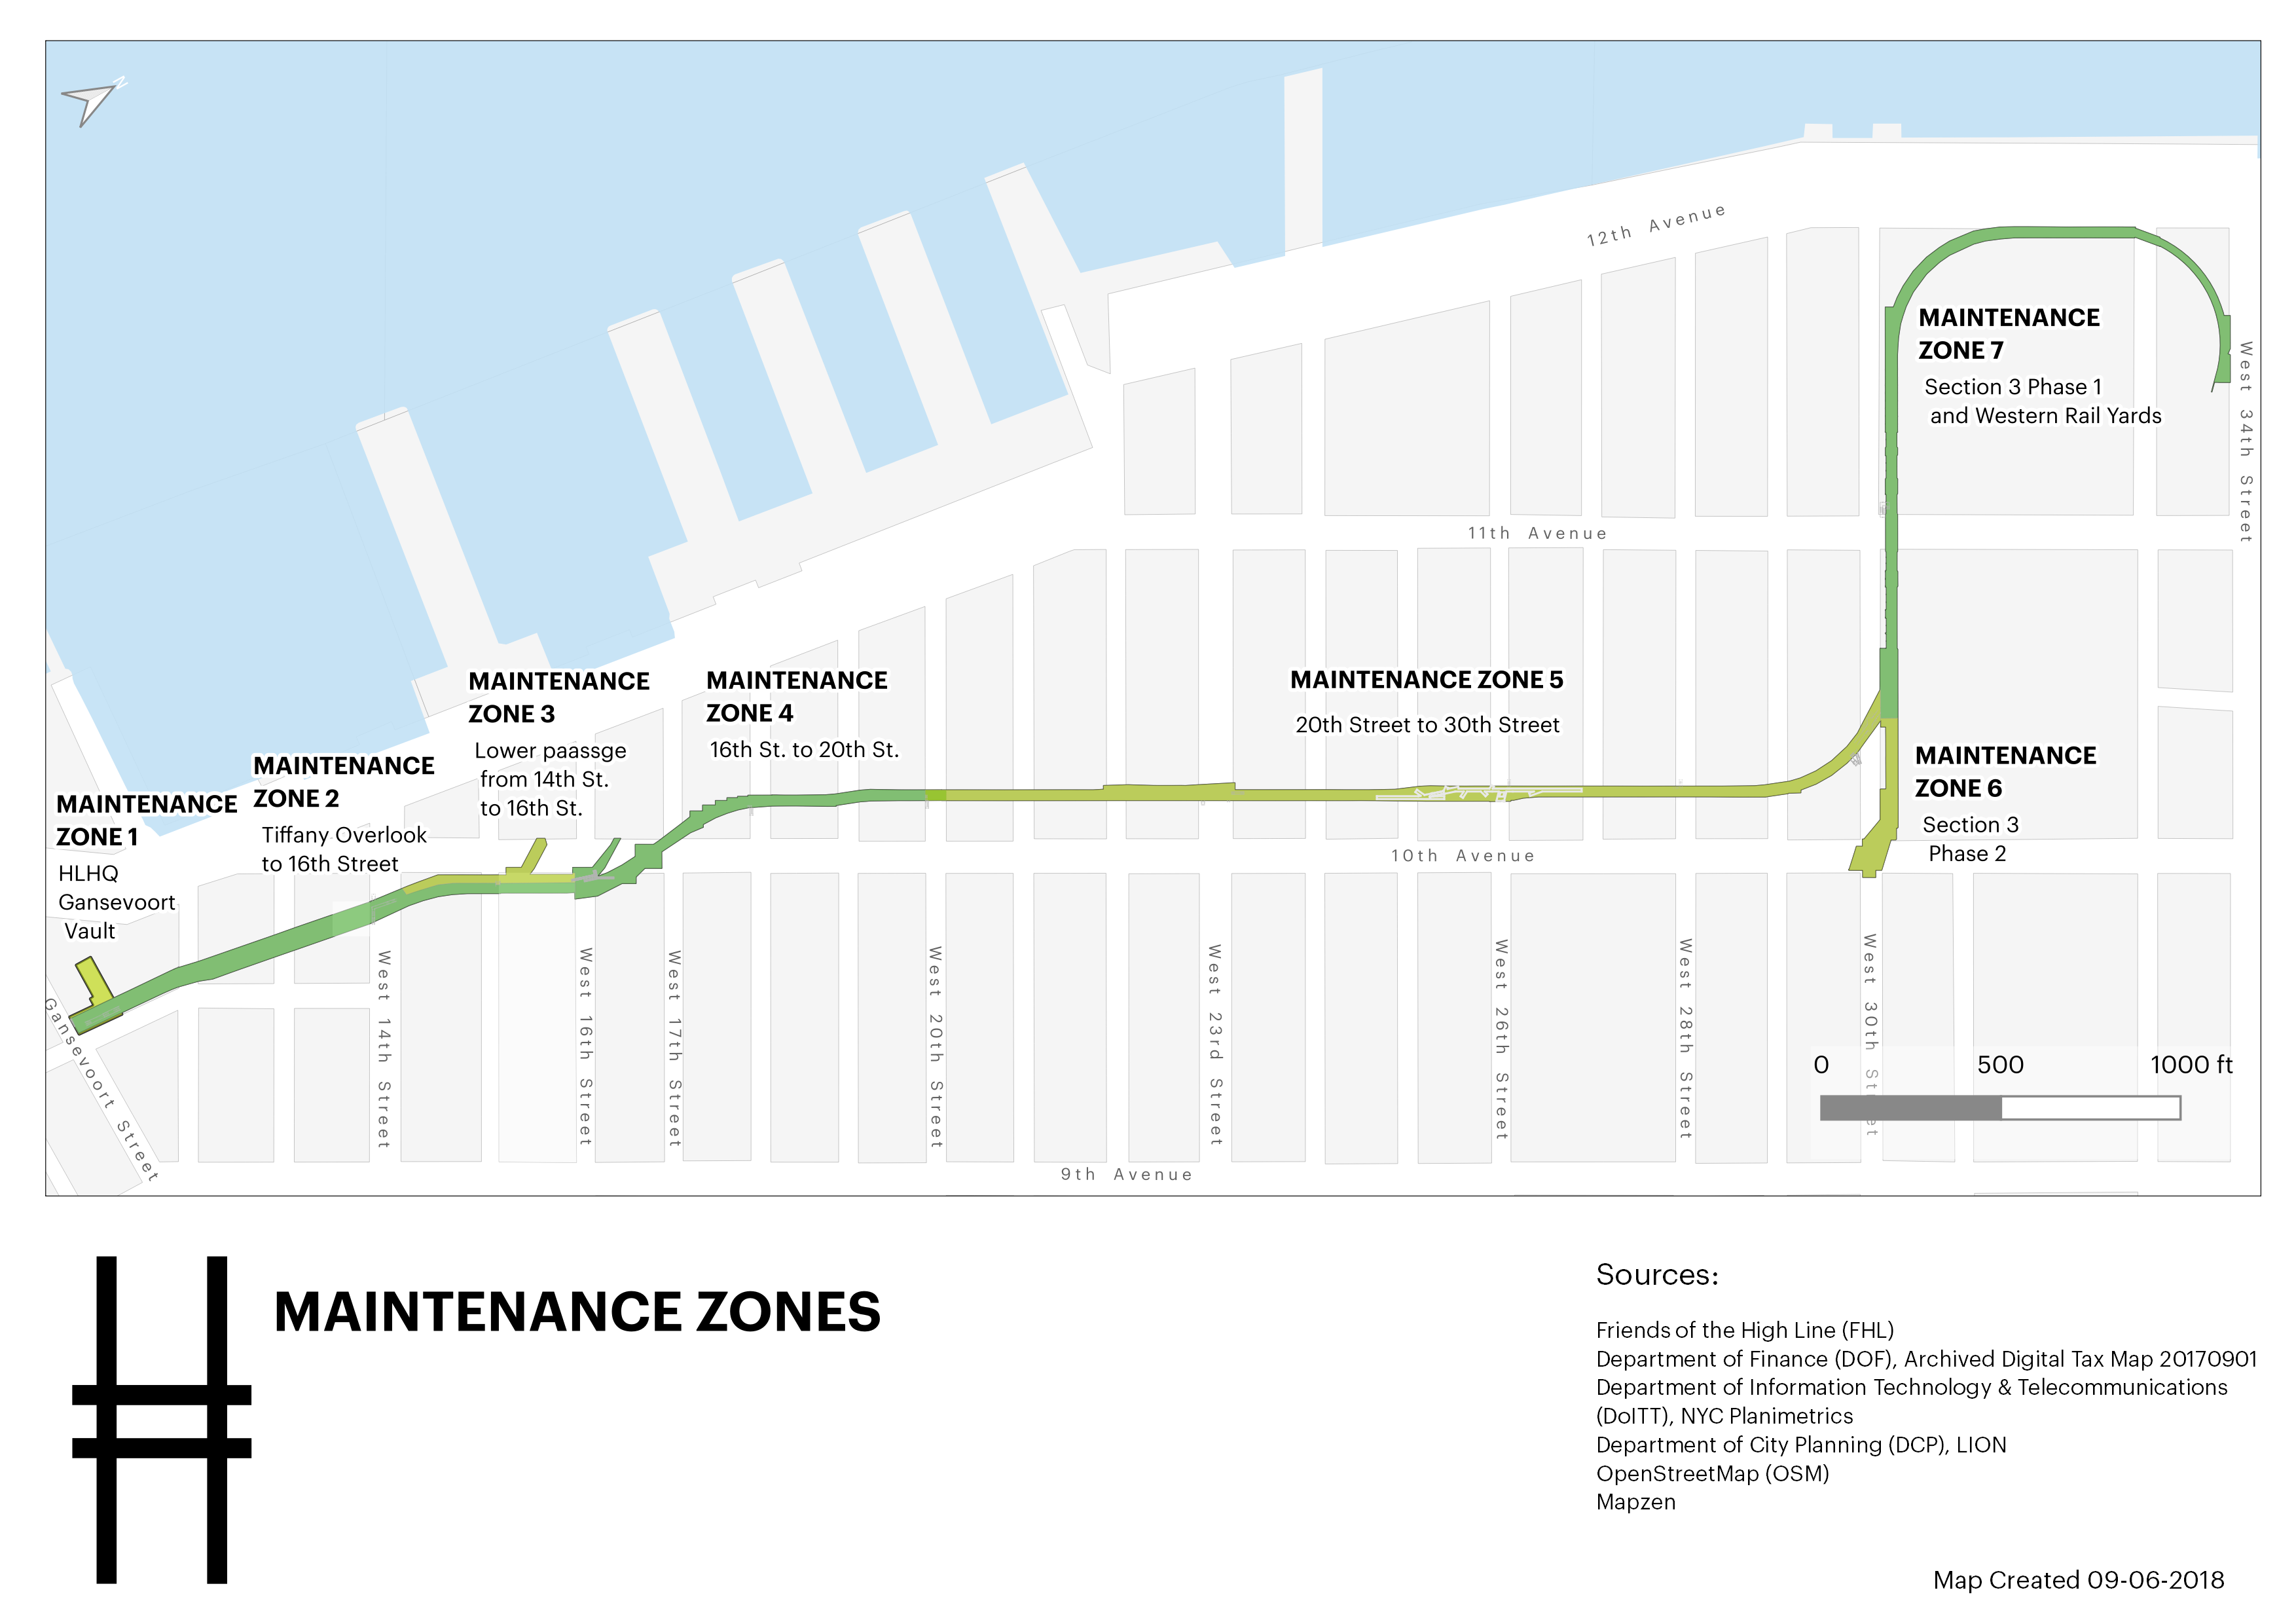 N
12th Avenue
MAINTENANCE
ZONE 7
Section 3 Phase 1
and Western Rail Yards
West 34th Street
11th Avenue
MAINTENANCE
ZONE 3
Lower paassge
from 14th St.
to 16th St.
MAINTENANCE
ZONE 4
16th St. to 20th St.
MAINTENANCE ZONE 5
20th Street to 30th Street
MAINTENANCE
ZONE 2
Tiffany Overlook
to 16th Street
MAINTENANCE
ZONE 1
HLHQ
Gansevoort
Vault
MAINTENANCE
ZONE 6
Section 3
Phase 2
10th Avenue
Gansevoort Street
West 14th Street
West 16th Street
West 17th Street
West 20th Street
West 23rd Street
West 26th Street
West 28th Street
West 30th Street
0 500 1000 ft
9th Avenue
MAINTENANCE ZONES
Sources:
Friends of the High Line (FHL)
Department of Finance (DOF), Archived Digital Tax Map 20170901
Department of Information Technology & Telecommunications
(DoITT), NYC Planimetrics
Department of City Planning (DCP), LION
OpenStreetMap (OSM)
Mapzen
Map Created 09-06-2018